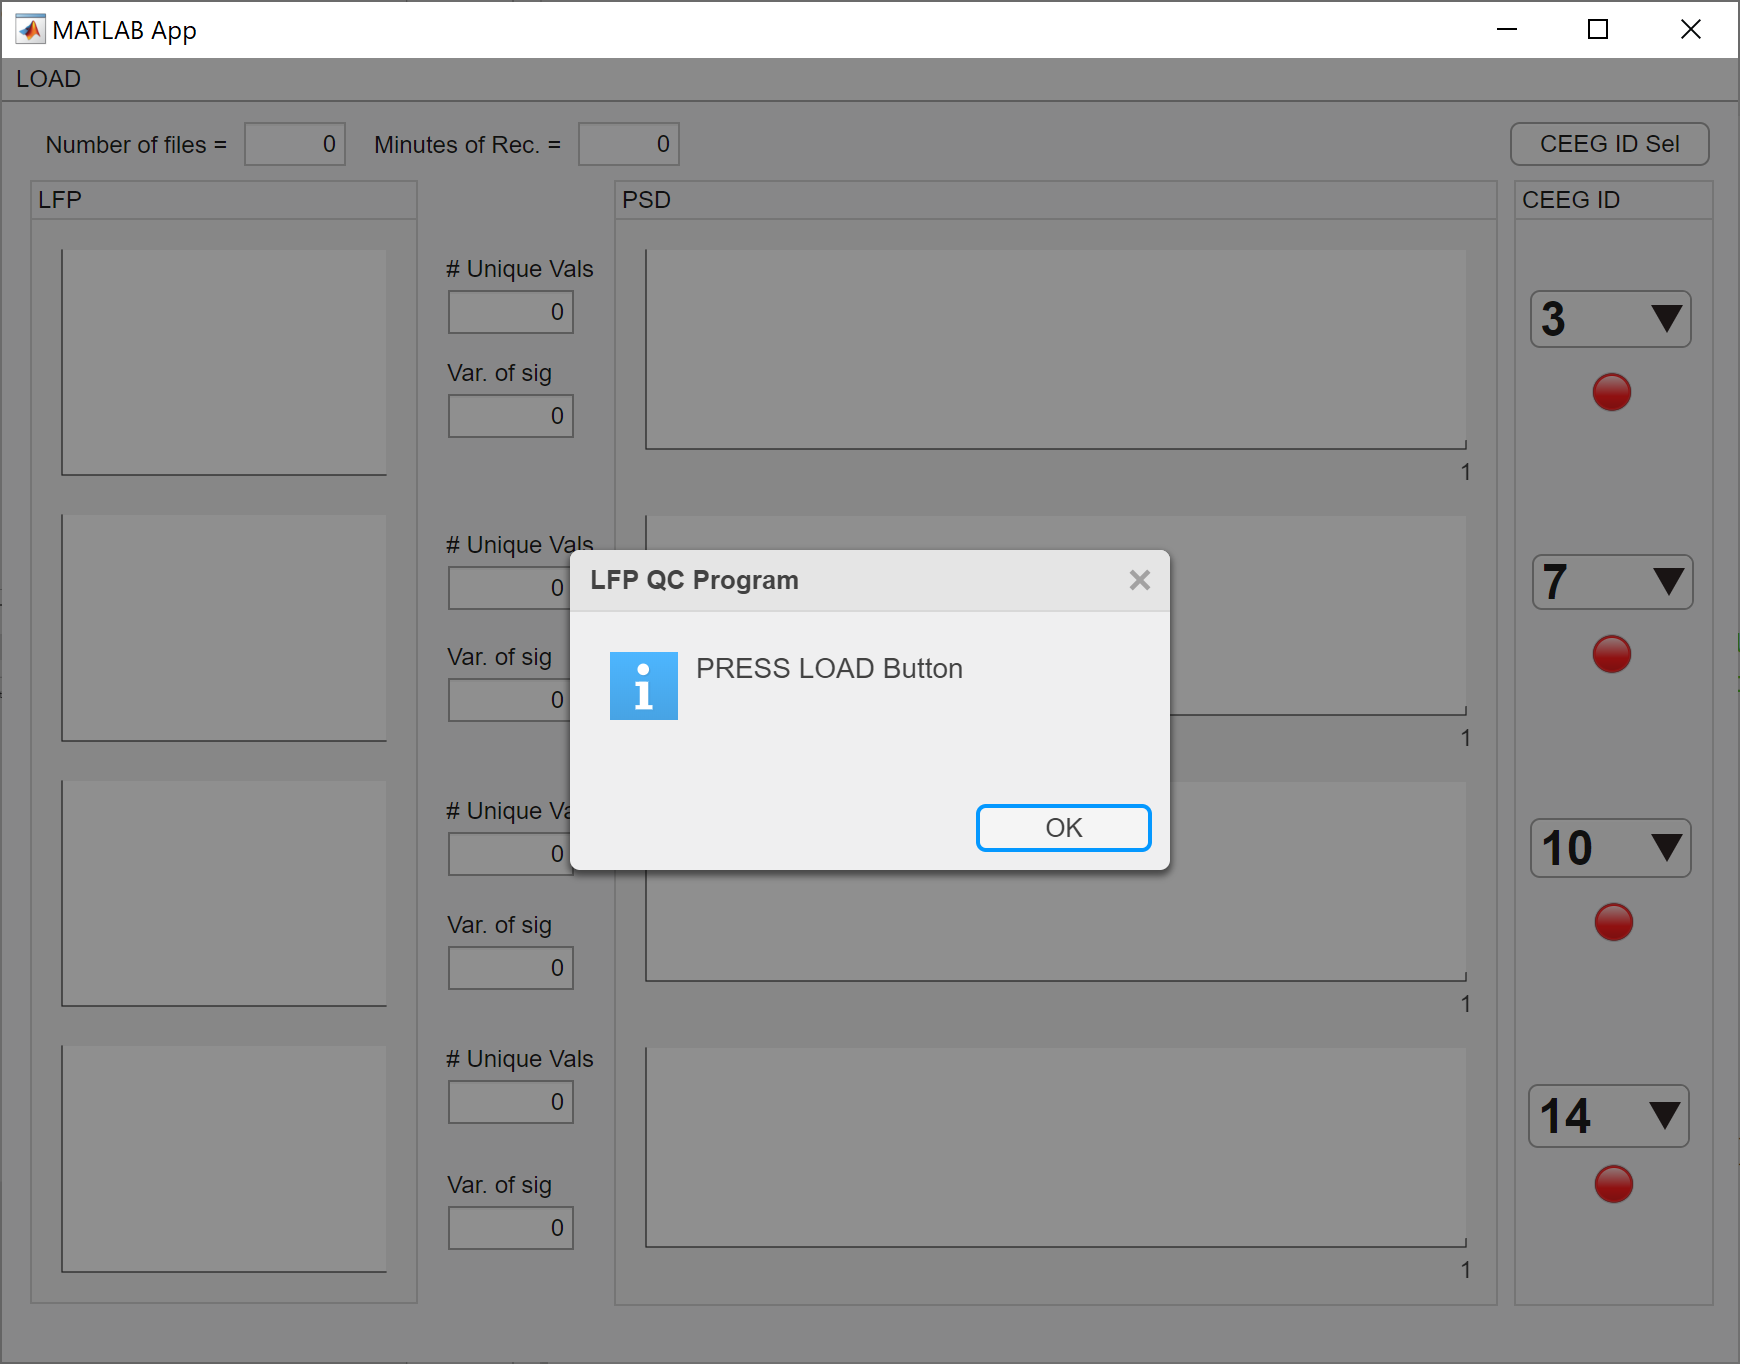 MATLAB App
LOAD
Number of files =
0
Minutes of Rec. =
0
CEEG ID Sel
LFP
PSD
CEEG ID
# Unique Vals
0
Var. of sig
0
1
3
# Unique Vals
0
Var. of sig
0
1
7
LFP QC Program
i
PRESS LOAD Button
OK
# Unique Va
0
Var. of sig
0
1
10
# Unique Vals
0
Var. of sig
0
1
14